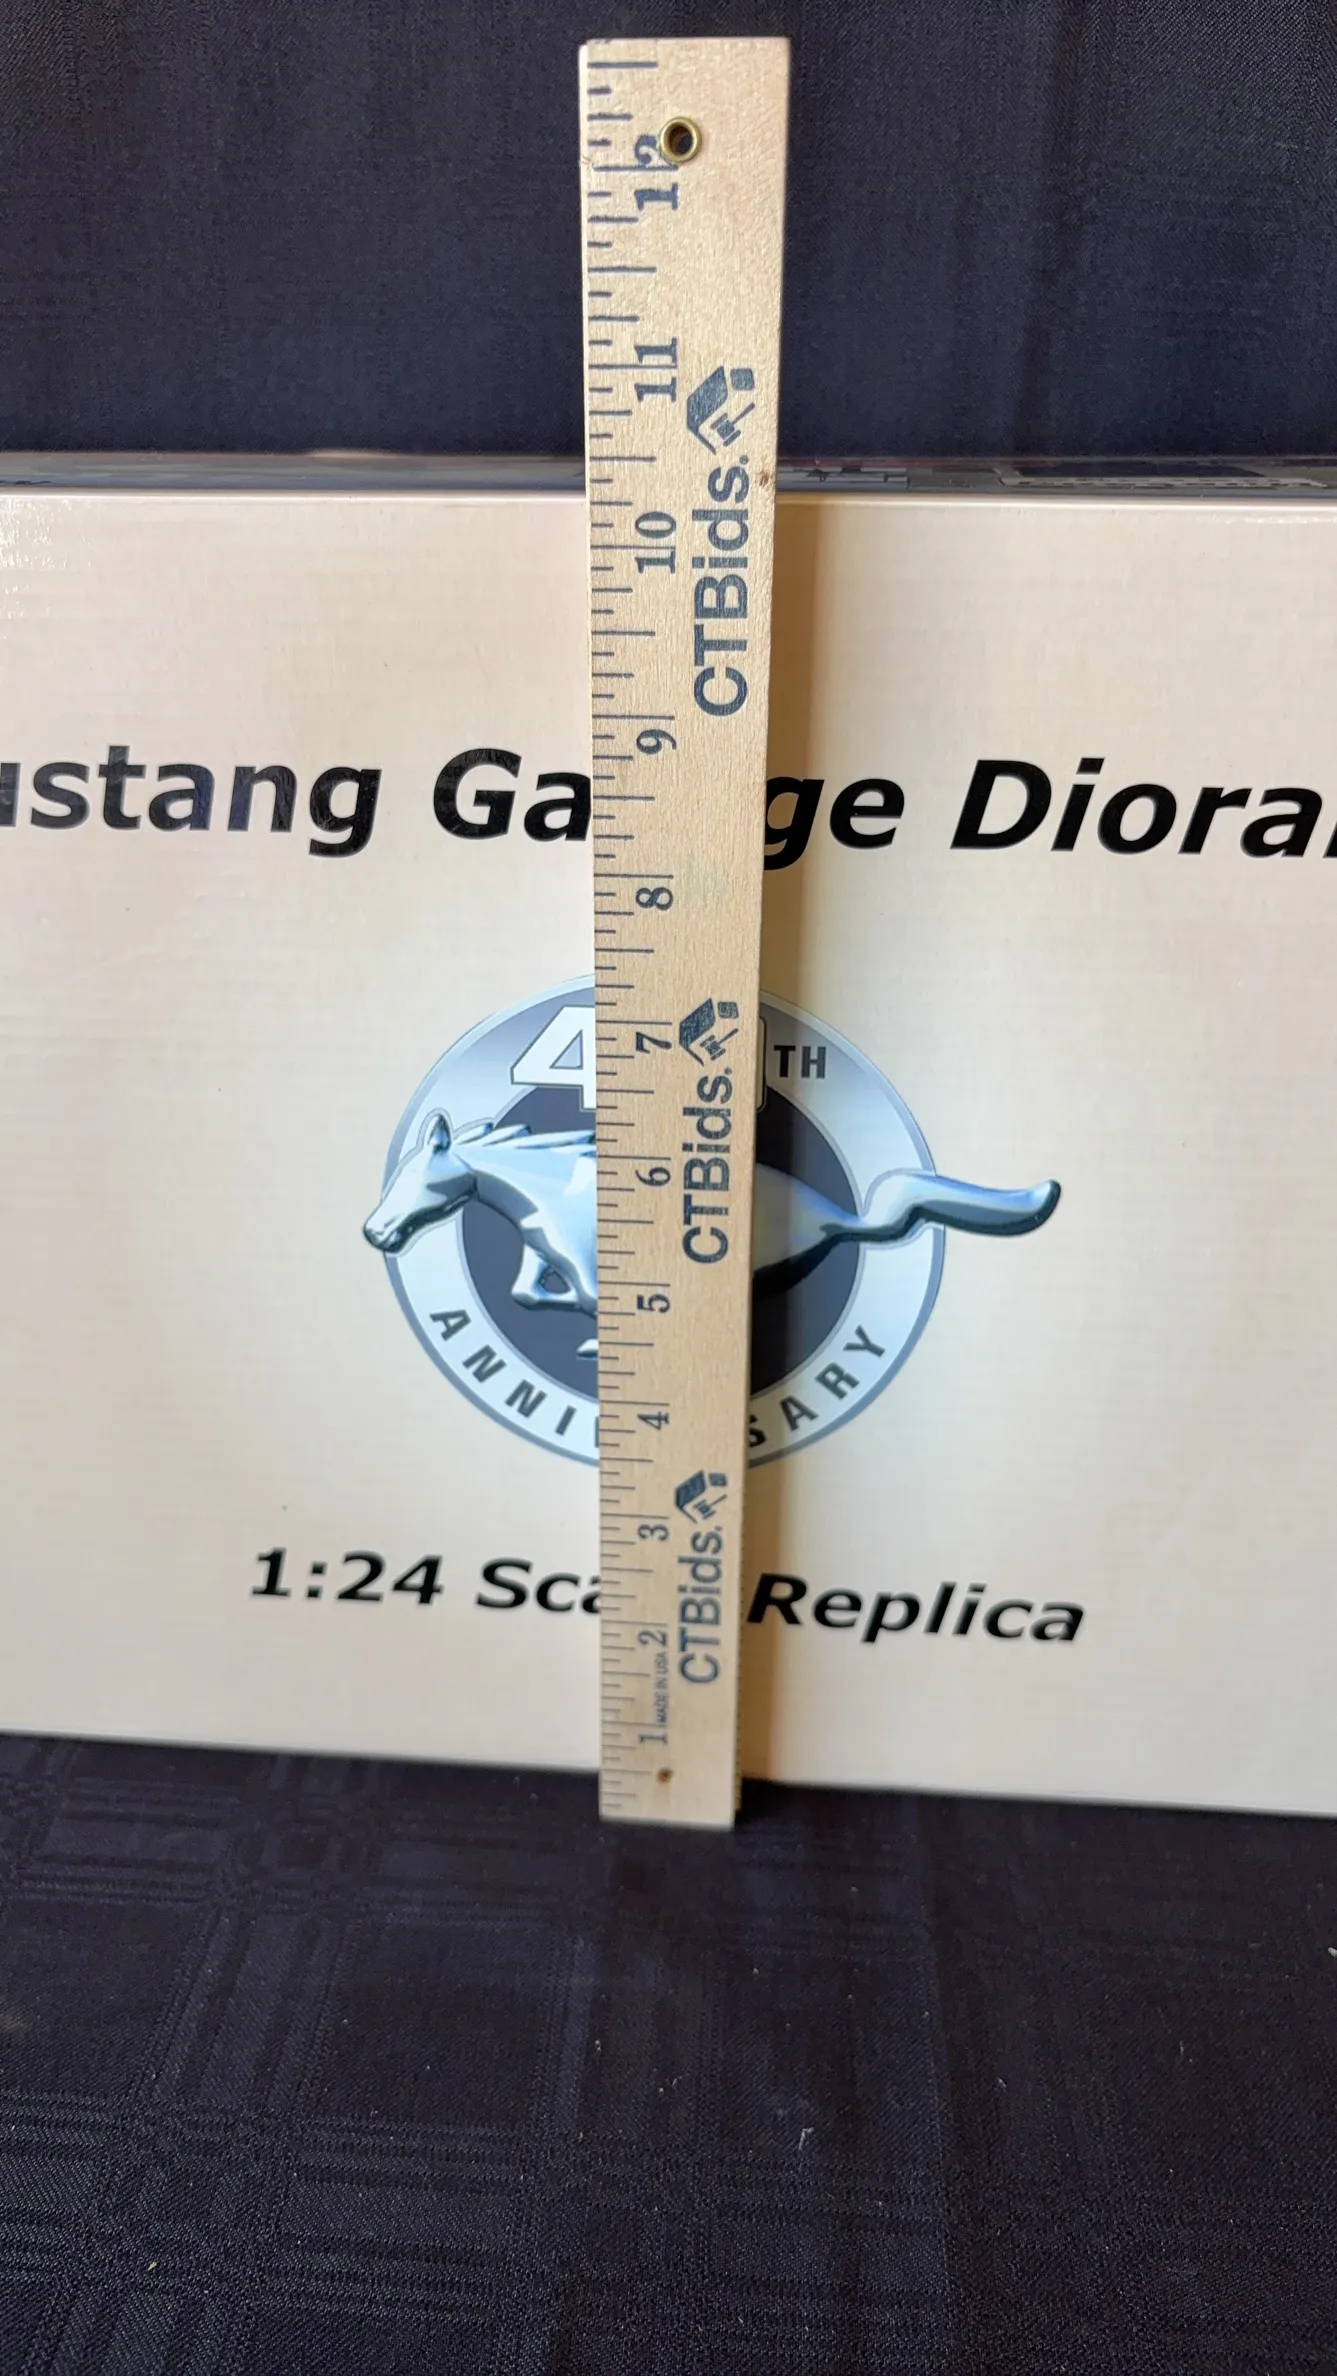 ustang Ga ge Diora
4 TH
ANNI SARY
1:24 Sca Replica
12
11
10
9
8
7
6
5
4
3
2
1
MADE IN USA
CTBids.
CTBids.
CTBids.